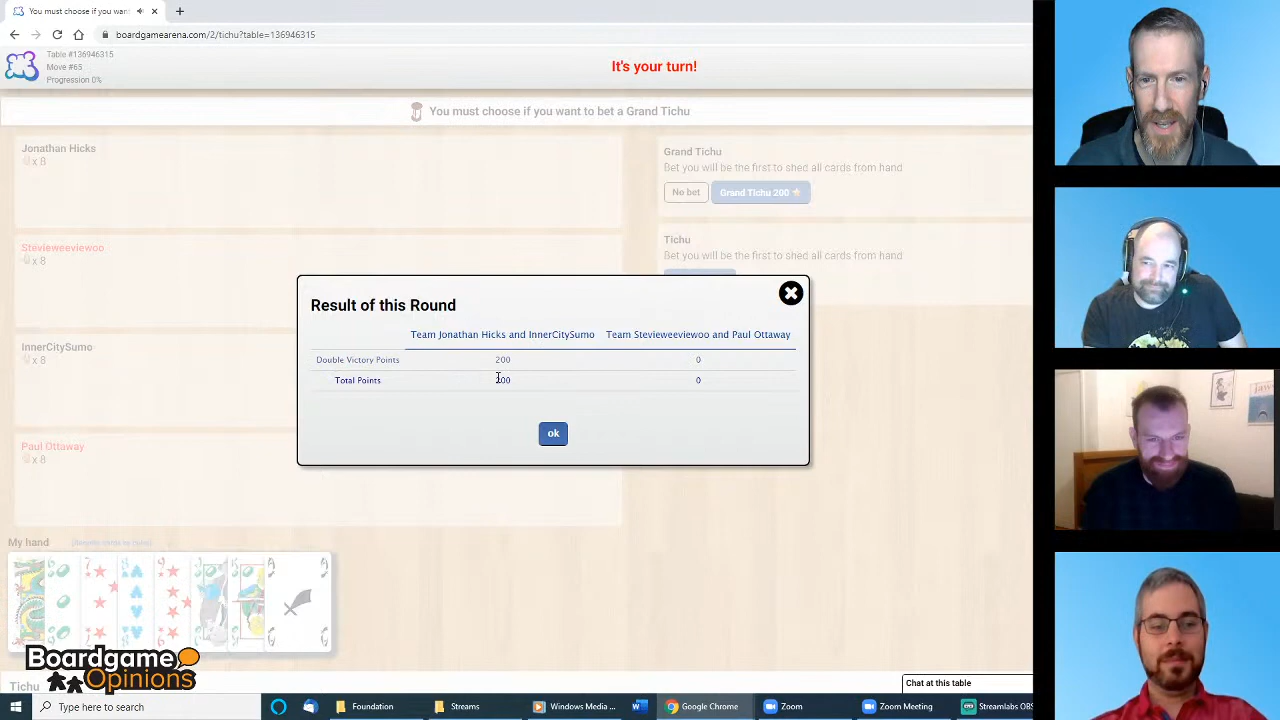 You must choose if you wan
boardgamearena.com/2/tichu?table=136946315
Table #136946315
Move #65
Progression 0%
It's your turn!
You must choose if you want to bet a Grand Tichu
Jonathan Hicks
x 8
Stevieweeviewoo
x 8
InnerCitySumo
x 8
Paul Ottaway
x 8
Grand Tichu
Bet you will be the first to shed all cards from hand
No bet
Grand Tichu 200
Tichu
Bet you will be the first to shed all cards from hand
Result of this Round
Team Jonathan Hicks and InnerCitySumo Team Stevieweeviewoo and Paul Ottaway
Double Victory Points 200 0
Total Points 200 0
ok
My hand
JAWS
Boardgame
Opinions
Tichu
Chat at this table
Type here to search
Foundation
Streams
Windows Media ...
Google Chrome
Zoom
Zoom Meeting
Streamlabs OBS